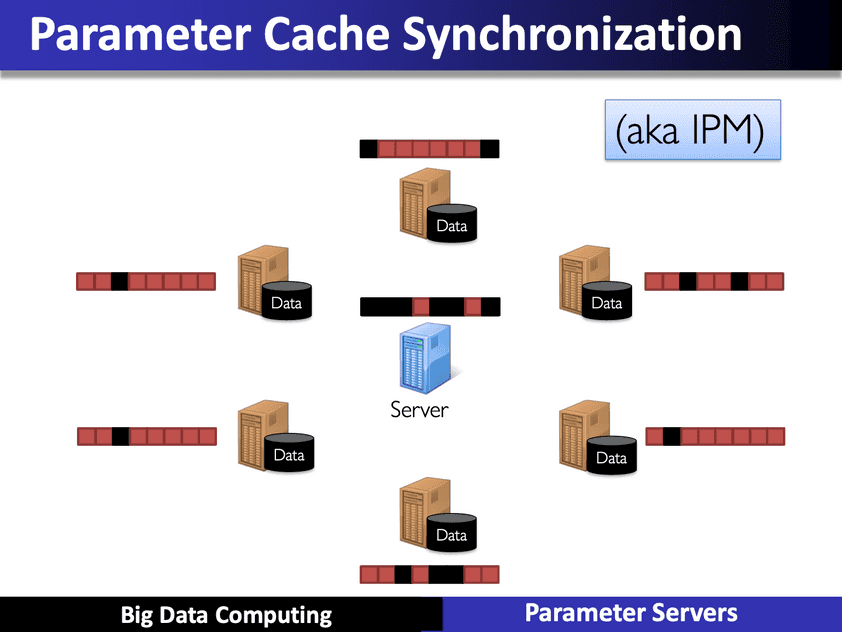 Parameter Cache Synchronization
(aka IPM)
Data
Data
Data
Server
Data
Data
Data
Big Data Computing
Parameter Servers